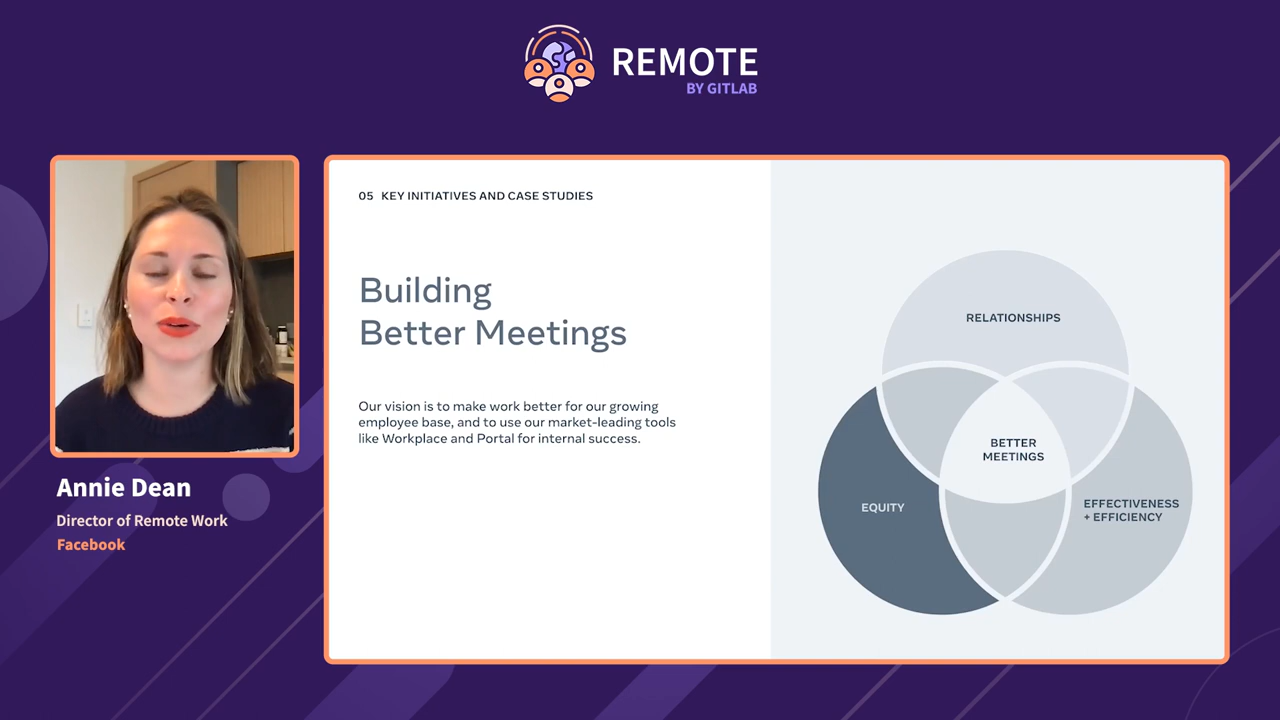 REMOTE
BY GITLAB
05 KEY INITIATIVES AND CASE STUDIES
Building
Better Meetings
Our vision is to make work better for our growing
employee base, and to use our market-leading tools
like Workplace and Portal for internal success.
RELATIONSHIPS
BETTER
MEETINGS
EQUITY
EFFECTIVENESS
+ EFFICIENCY
Annie Dean
Director of Remote Work
Facebook